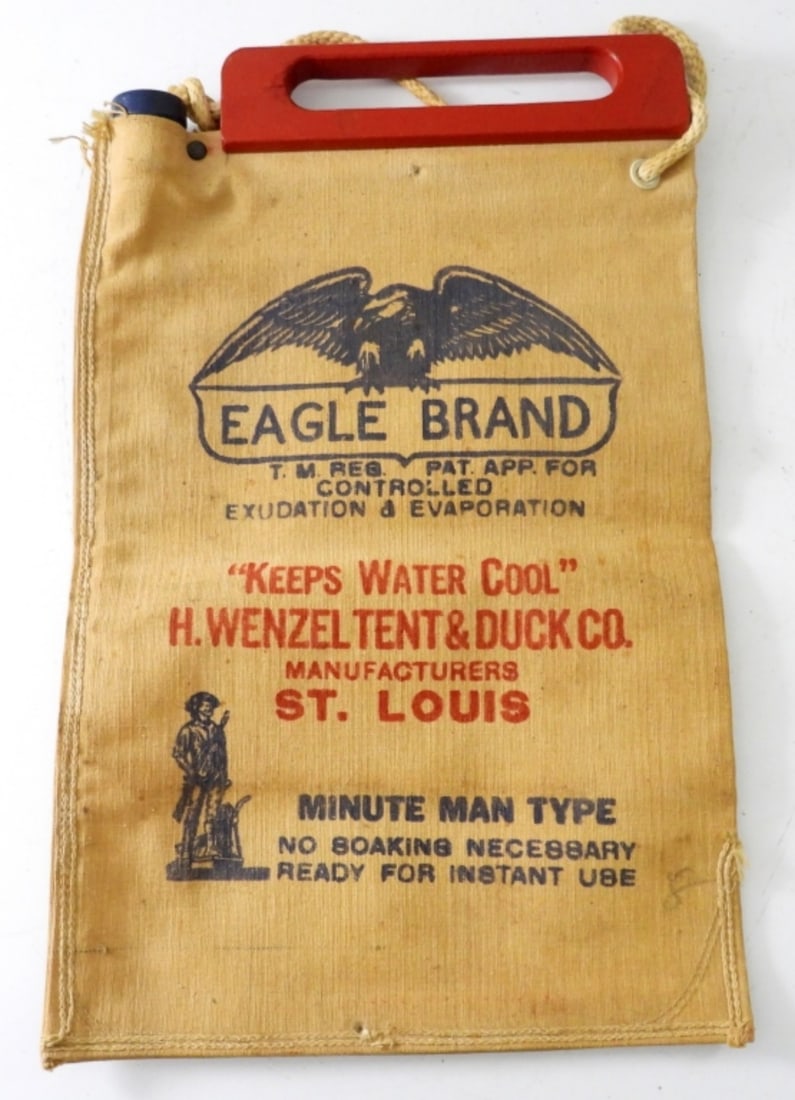 EAGLE BRAND
T. M. REG. PAT. APP. FOR
CONTROLLED
EXUDATION & EVAPORATION
"KEEPS WATER COOL"
H. WENZEL TENT & DUCK CO.
MANUFACTURERS
ST. LOUIS
MINUTE MAN TYPE
NO SOAKING NECESSARY
READY FOR INSTANT USE